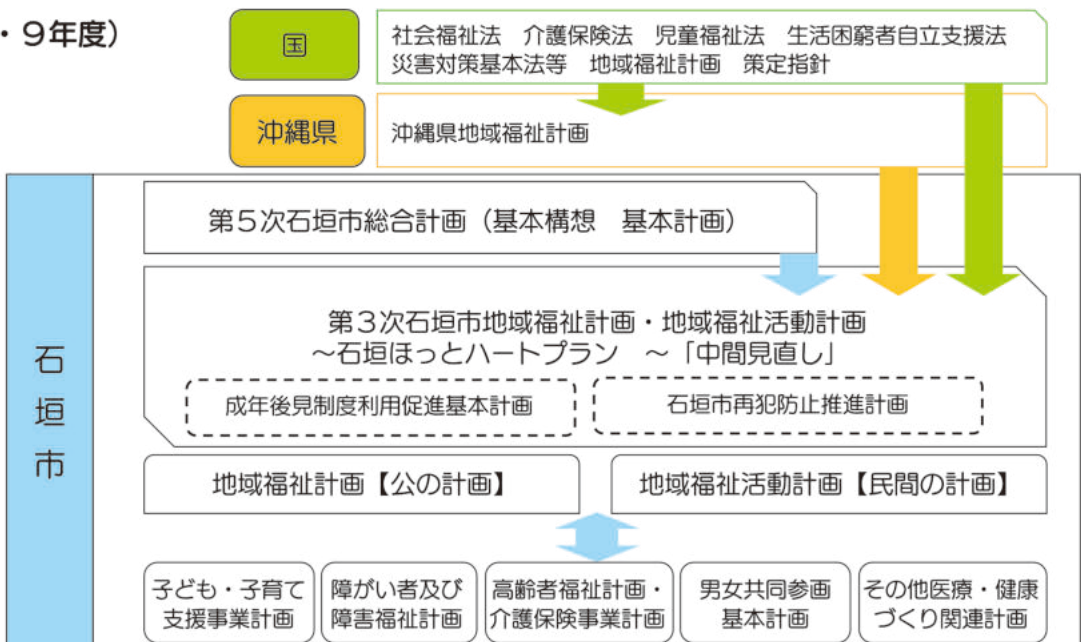 ・９年度）
国
社会福祉法　介護保険法　児童福祉法　生活困窮者自立支援法
災害対策基本法等　地域福祉計画　策定指針
沖縄県
沖縄県地域福祉計画
石垣市
第５次石垣市総合計画（基本構想　基本計画）
第３次石垣市地域福祉計画・地域福祉活動計画
～石垣ほっとハートプラン　～「中間見直し」
成年後見制度利用促進基本計画
石垣市再犯防止推進計画
地域福祉計画【公の計画】
地域福祉活動計画【民間の計画】
子ども・子育て
支援事業計画
障がい者及び
障害福祉計画
高齢者福祉計画・
介護保険事業計画
男女共同参画
基本計画
その他医療・健康
づくり関連計画